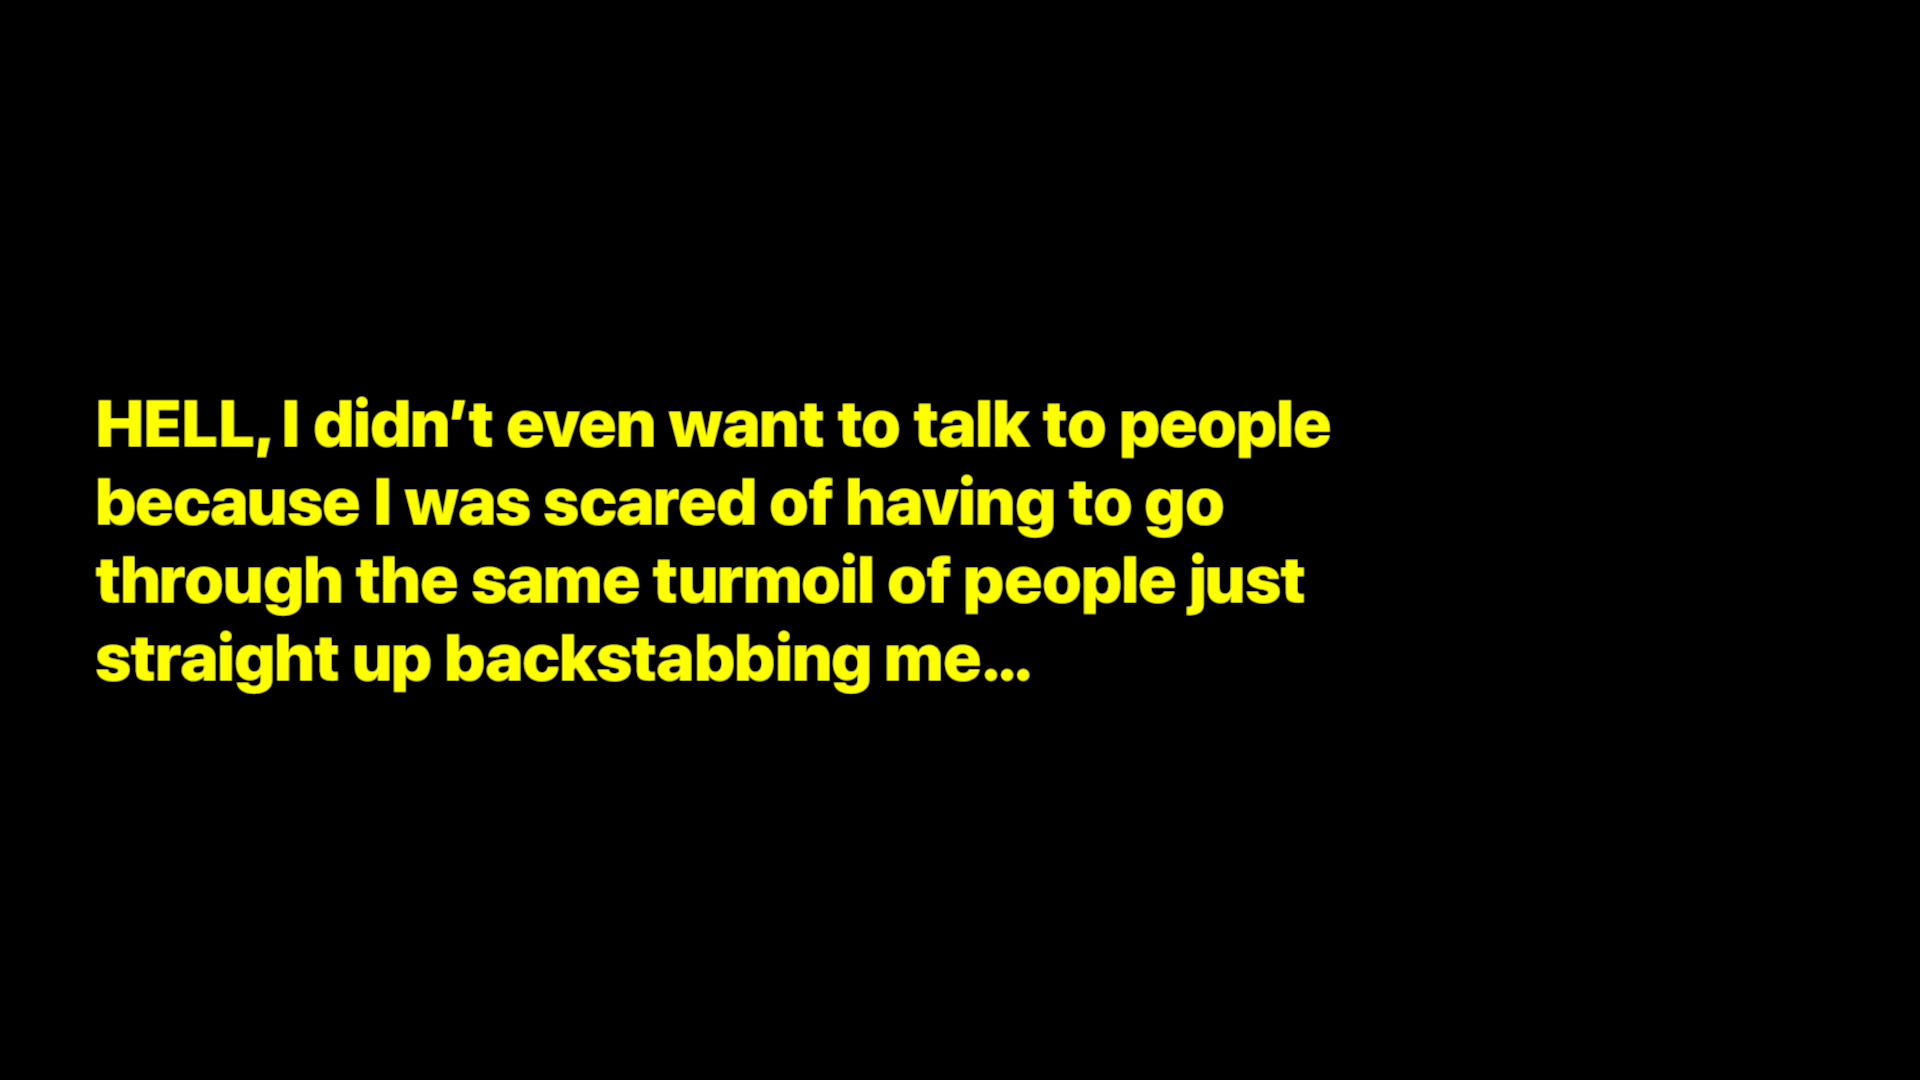 HELL, I didn’t even want to talk to people
because I was scared of having to go
through the same turmoil of people just
straight up backstabbing me...